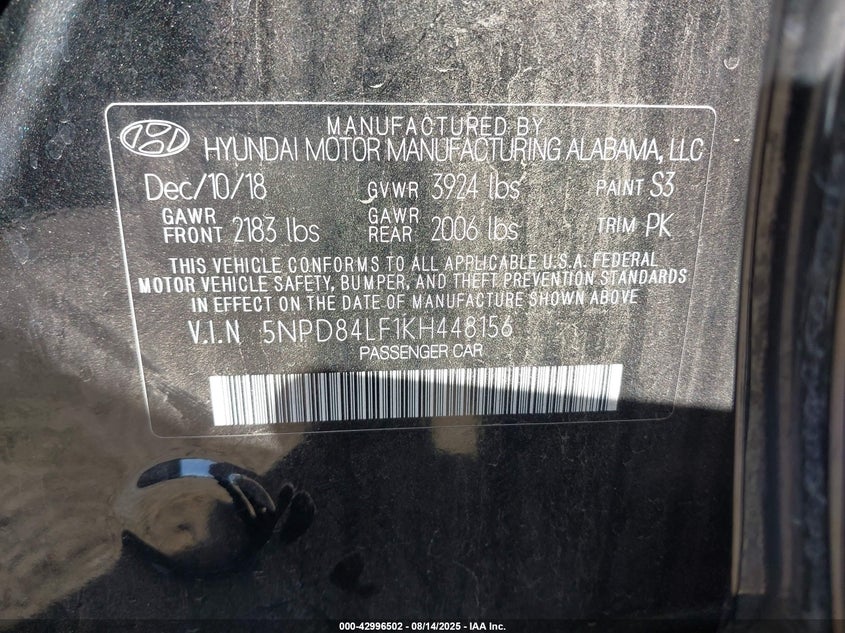 MANUFACTURED BY
HYUNDAI MOTOR MANUFACTURING ALABAMA, LLC
Dec/10/18 GVWR 3924 lbs PAINT S3
GAWR FRONT 2183 lbs GAWR REAR 2006 lbs TRIM PK
THIS VEHICLE CONFORMS TO ALL APPLICABLE U.S.A. FEDERAL
MOTOR VEHICLE SAFETY, BUMPER, AND THEFT PREVENTION STANDARDS
IN EFFECT ON THE DATE OF MANUFACTURE SHOWN ABOVE
V.I.N 5NPD84LF1KH448156
PASSENGER CAR
000-42996502 - 08/14/2025 - IAA Inc.